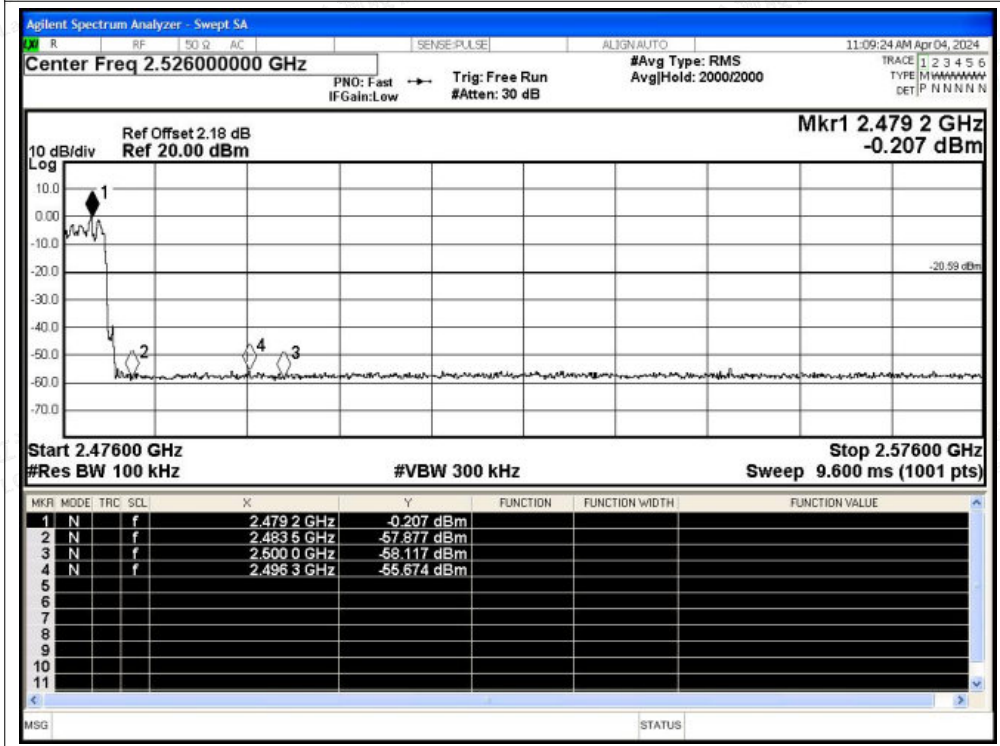 Agilent Spectrum Analyzer - Swept SA
LXI R RF 50 Ω AC SENSE:PULSE ALIGN AUTO 11:09:24 AM Apr 04, 2024
Center Freq 2.526000000 GHz
PNO: Fast
IFGain:Low
Trig: Free Run
#Atten: 30 dB
#Avg Type: RMS
Avg|Hold: 2000/2000
TRACE 1 2 3 4 5 6
TYPE MWWWWW
DET P N N N N N
Mkr1 2.479 2 GHz
-0.207 dBm
Ref Offset 2.18 dB
10 dB/div Ref 20.00 dBm
Log
10.0
1
0.00
-10.0
-20.0
-20.59 dBm
-30.0
-40.0
-50.0
2 4 3
-60.0
-70.0
Start 2.47600 GHz Stop 2.57600 GHz
#Res BW 100 kHz #VBW 300 kHz Sweep 9.600 ms (1001 pts)
MKR MODE TRC SCL X Y FUNCTION FUNCTION WIDTH FUNCTION VALUE
1 N f 2.479 2 GHz -0.207 dBm
2 N f 2.483 5 GHz -57.877 dBm
3 N f 2.500 0 GHz -58.117 dBm
4 N f 2.496 3 GHz -55.674 dBm
5
6
7
8
9
10
11
MSG STATUS